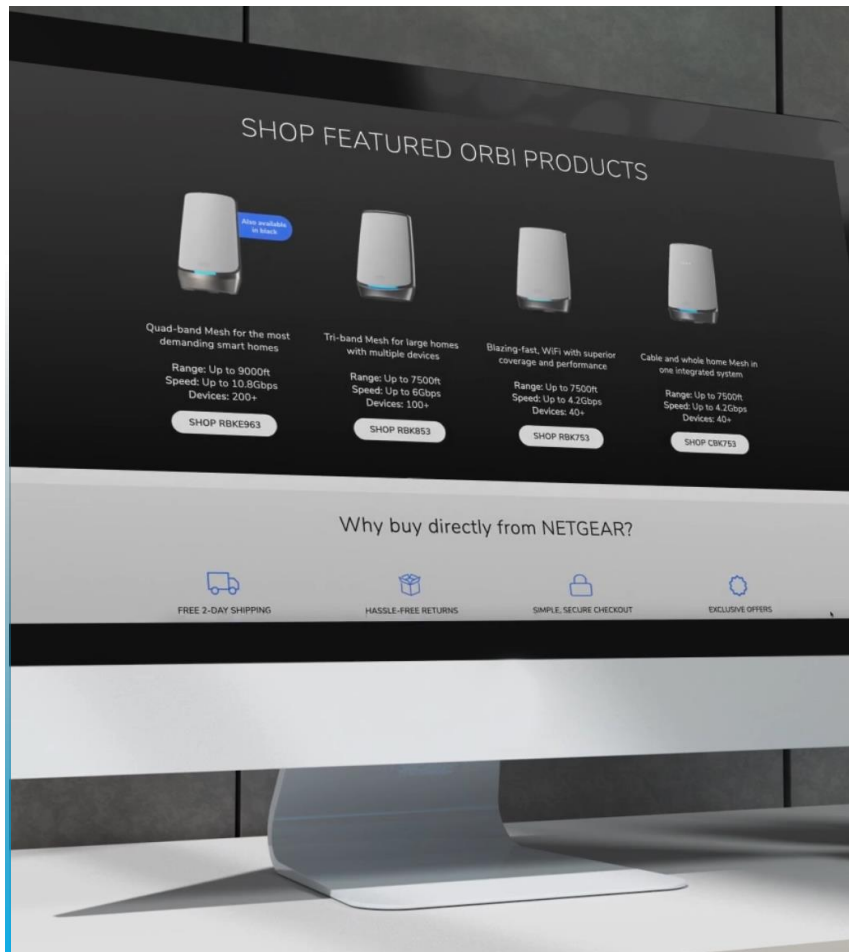 SHOP FEATURED ORBI PRODUCTS
Also available
in black
Quad-band Mesh for the most
demanding smart homes
Range: Up to 9000ft
Speed: Up to 10.8Gbps
Devices: 200+
SHOP RBKE963
Tri-band Mesh for large homes
with multiple devices
Range: Up to 7500ft
Speed: Up to 6Gbps
Devices: 100+
SHOP RBK853
Blazing-fast, WiFi with superior
coverage and performance
Range: Up to 7500ft
Speed: Up to 4.2Gbps
Devices: 40+
SHOP RBK753
Cable and whole home Mesh in
one integrated system
Range: Up to 7500ft
Speed: Up to 4.2Gbps
Devices: 40+
SHOP CBK753
Why buy directly from NETGEAR?
FREE 2-DAY SHIPPING
HASSLE-FREE RETURNS
SIMPLE, SECURE CHECKOUT
EXCLUSIVE OFFERS